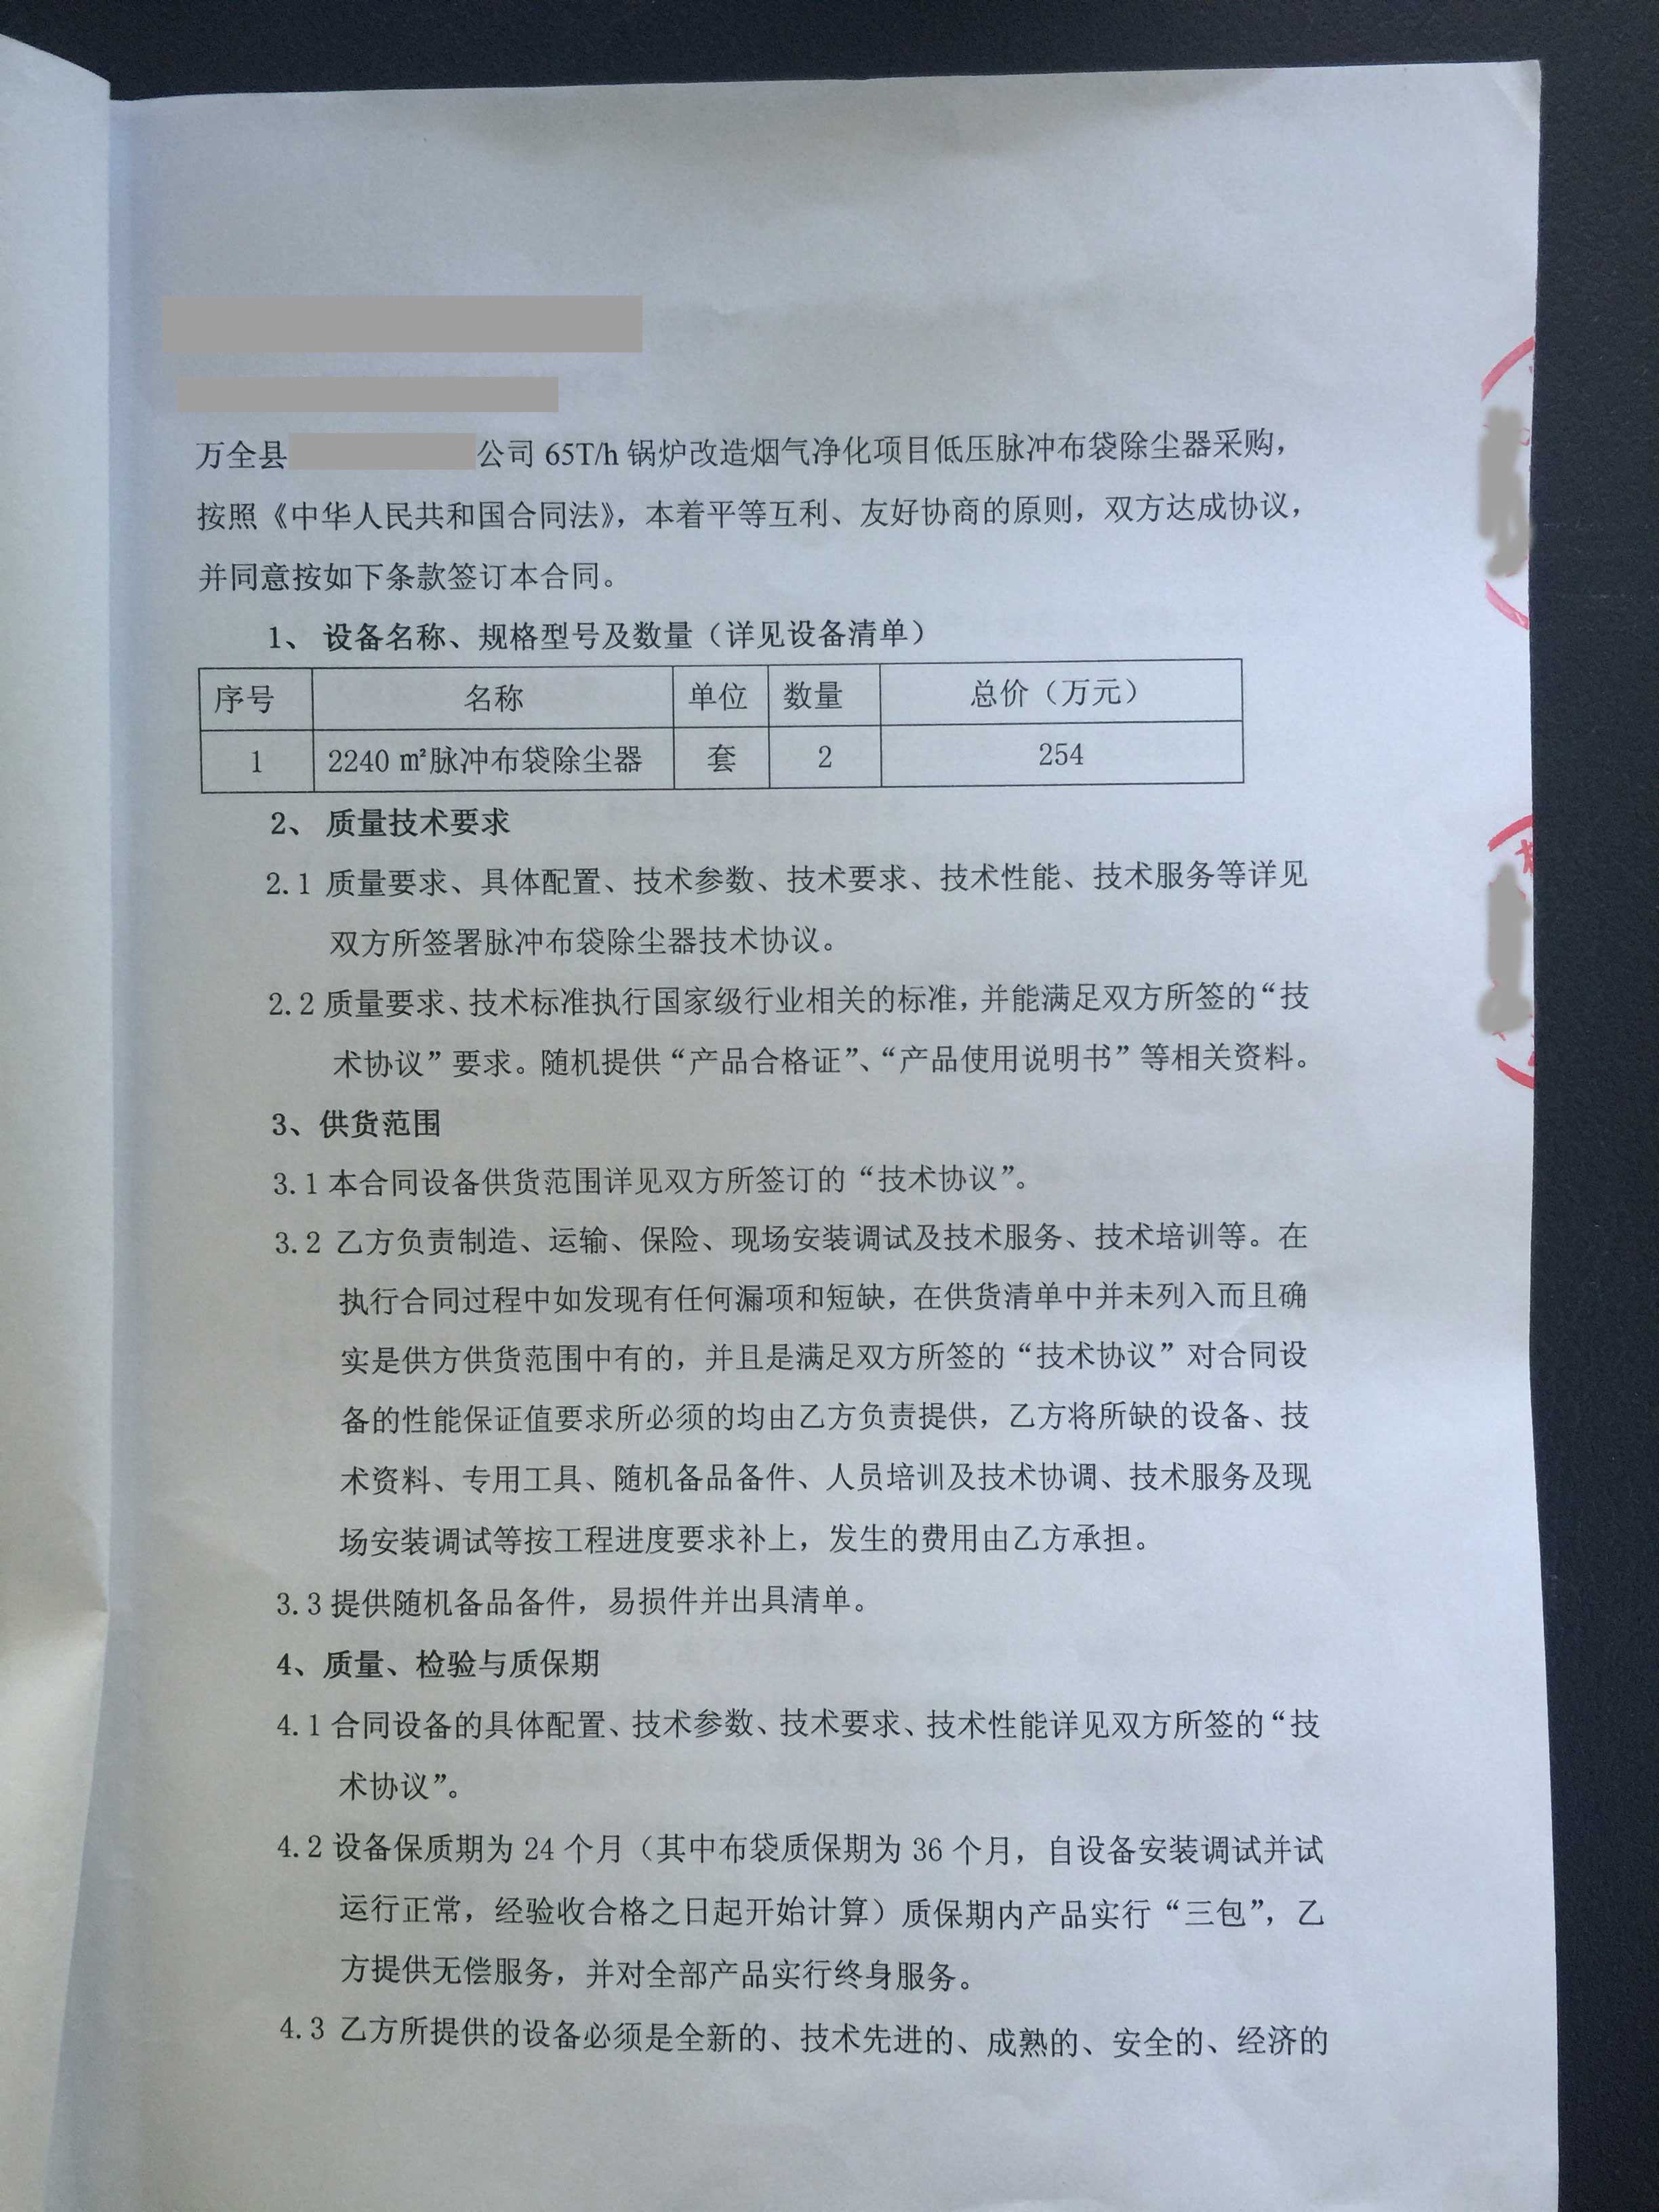 万全县公司 65T/h 锅炉改造烟气净化项目低压脉冲布袋除尘器采购，
按照《中华人民共和国合同法》，本着平等互利、友好协商的原则，双方达成协议，
并同意按如下条款签订本合同。
1、 设备名称、规格型号及数量（详见设备清单）
序号 名称 单位 数量 总价（万元）
1 2240 ㎡脉冲布袋除尘器 套 2 254
2、 质量技术要求
2.1 质量要求、具体配置、技术参数、技术要求、技术性能、技术服务等详见
双方所签署脉冲布袋除尘器技术协议。
2.2 质量要求、技术标准执行国家级行业相关的标准，并能满足双方所签的“技
术协议”要求。随机提供“产品合格证”、“产品使用说明书”等相关资料。
3、供货范围
3.1 本合同设备供货范围详见双方所签订的“技术协议”。
3.2 乙方负责制造、运输、保险、现场安装调试及技术服务、技术培训等。在
执行合同过程中如发现有任何漏项和短缺，在供货清单中并未列入而且确
实是供方供货范围中有的，并且是满足双方所签的“技术协议”对合同设
备的性能保证值要求所必须的均由乙方负责提供，乙方将所缺的设备、技
术资料、专用工具、随机备品备件、人员培训及技术协调、技术服务及现
场安装调试等按工程进度要求补上，发生的费用由乙方承担。
3.3 提供随机备品备件，易损件并出具清单。
4、质量、检验与质保期
4.1 合同设备的具体配置、技术参数、技术要求、技术性能详见双方所签的“技
术协议”。
4.2 设备保质期为 24 个月（其中布袋质保期为 36 个月，自设备安装调试并试
运行正常，经验收合格之日起开始计算）质保期内产品实行“三包”，乙
方提供无偿服务，并对全部产品实行终身服务。
4.3 乙方所提供的设备必须是全新的、技术先进的、成熟的、安全的、经济的